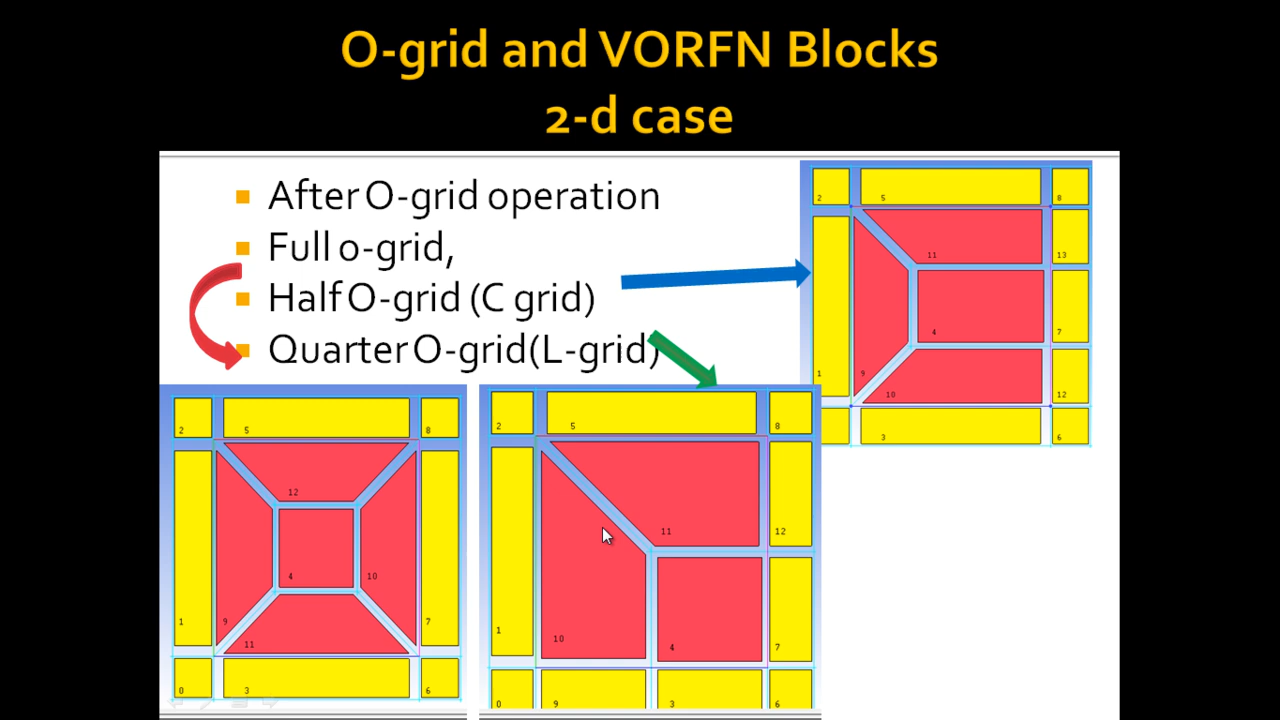 O-grid and VORFN Blocks
2-d case
After O-grid operation
Full o-grid,
Half O-grid (C grid)
Quarter O-grid(L-grid)
2 5 8
11 13
4 7
1 9
10 12
3 6
2 5 8
12
4 10
1 9 7
11
0 3 6
2 5 8
11 12
1 10 4 7
0 9 3 6